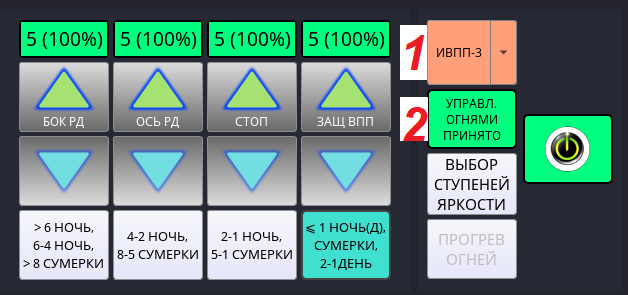 5 (100%) 5 (100%) 5 (100%) 5 (100%)
БОК РД ОСЬ РД СТОП ЗАЩ ВПП
> 6 НОЧЬ,
6-4 НОЧЬ,
> 8 СУМЕРКИ
4-2 НОЧЬ,
8-5 СУМЕРКИ
2-1 НОЧЬ,
5-1 СУМЕРКИ
⩽ 1 НОЧЬ(Д),
СУМЕРКИ,
2-1ДЕНЬ
1
ИВПП-3
2
УПРАВЛ.
ОГНЯМИ
ПРИНЯТО
ВЫБОР
СТУПЕНЕЙ
ЯРКОСТИ
ПРОГРЕВ
ОГНЕЙ